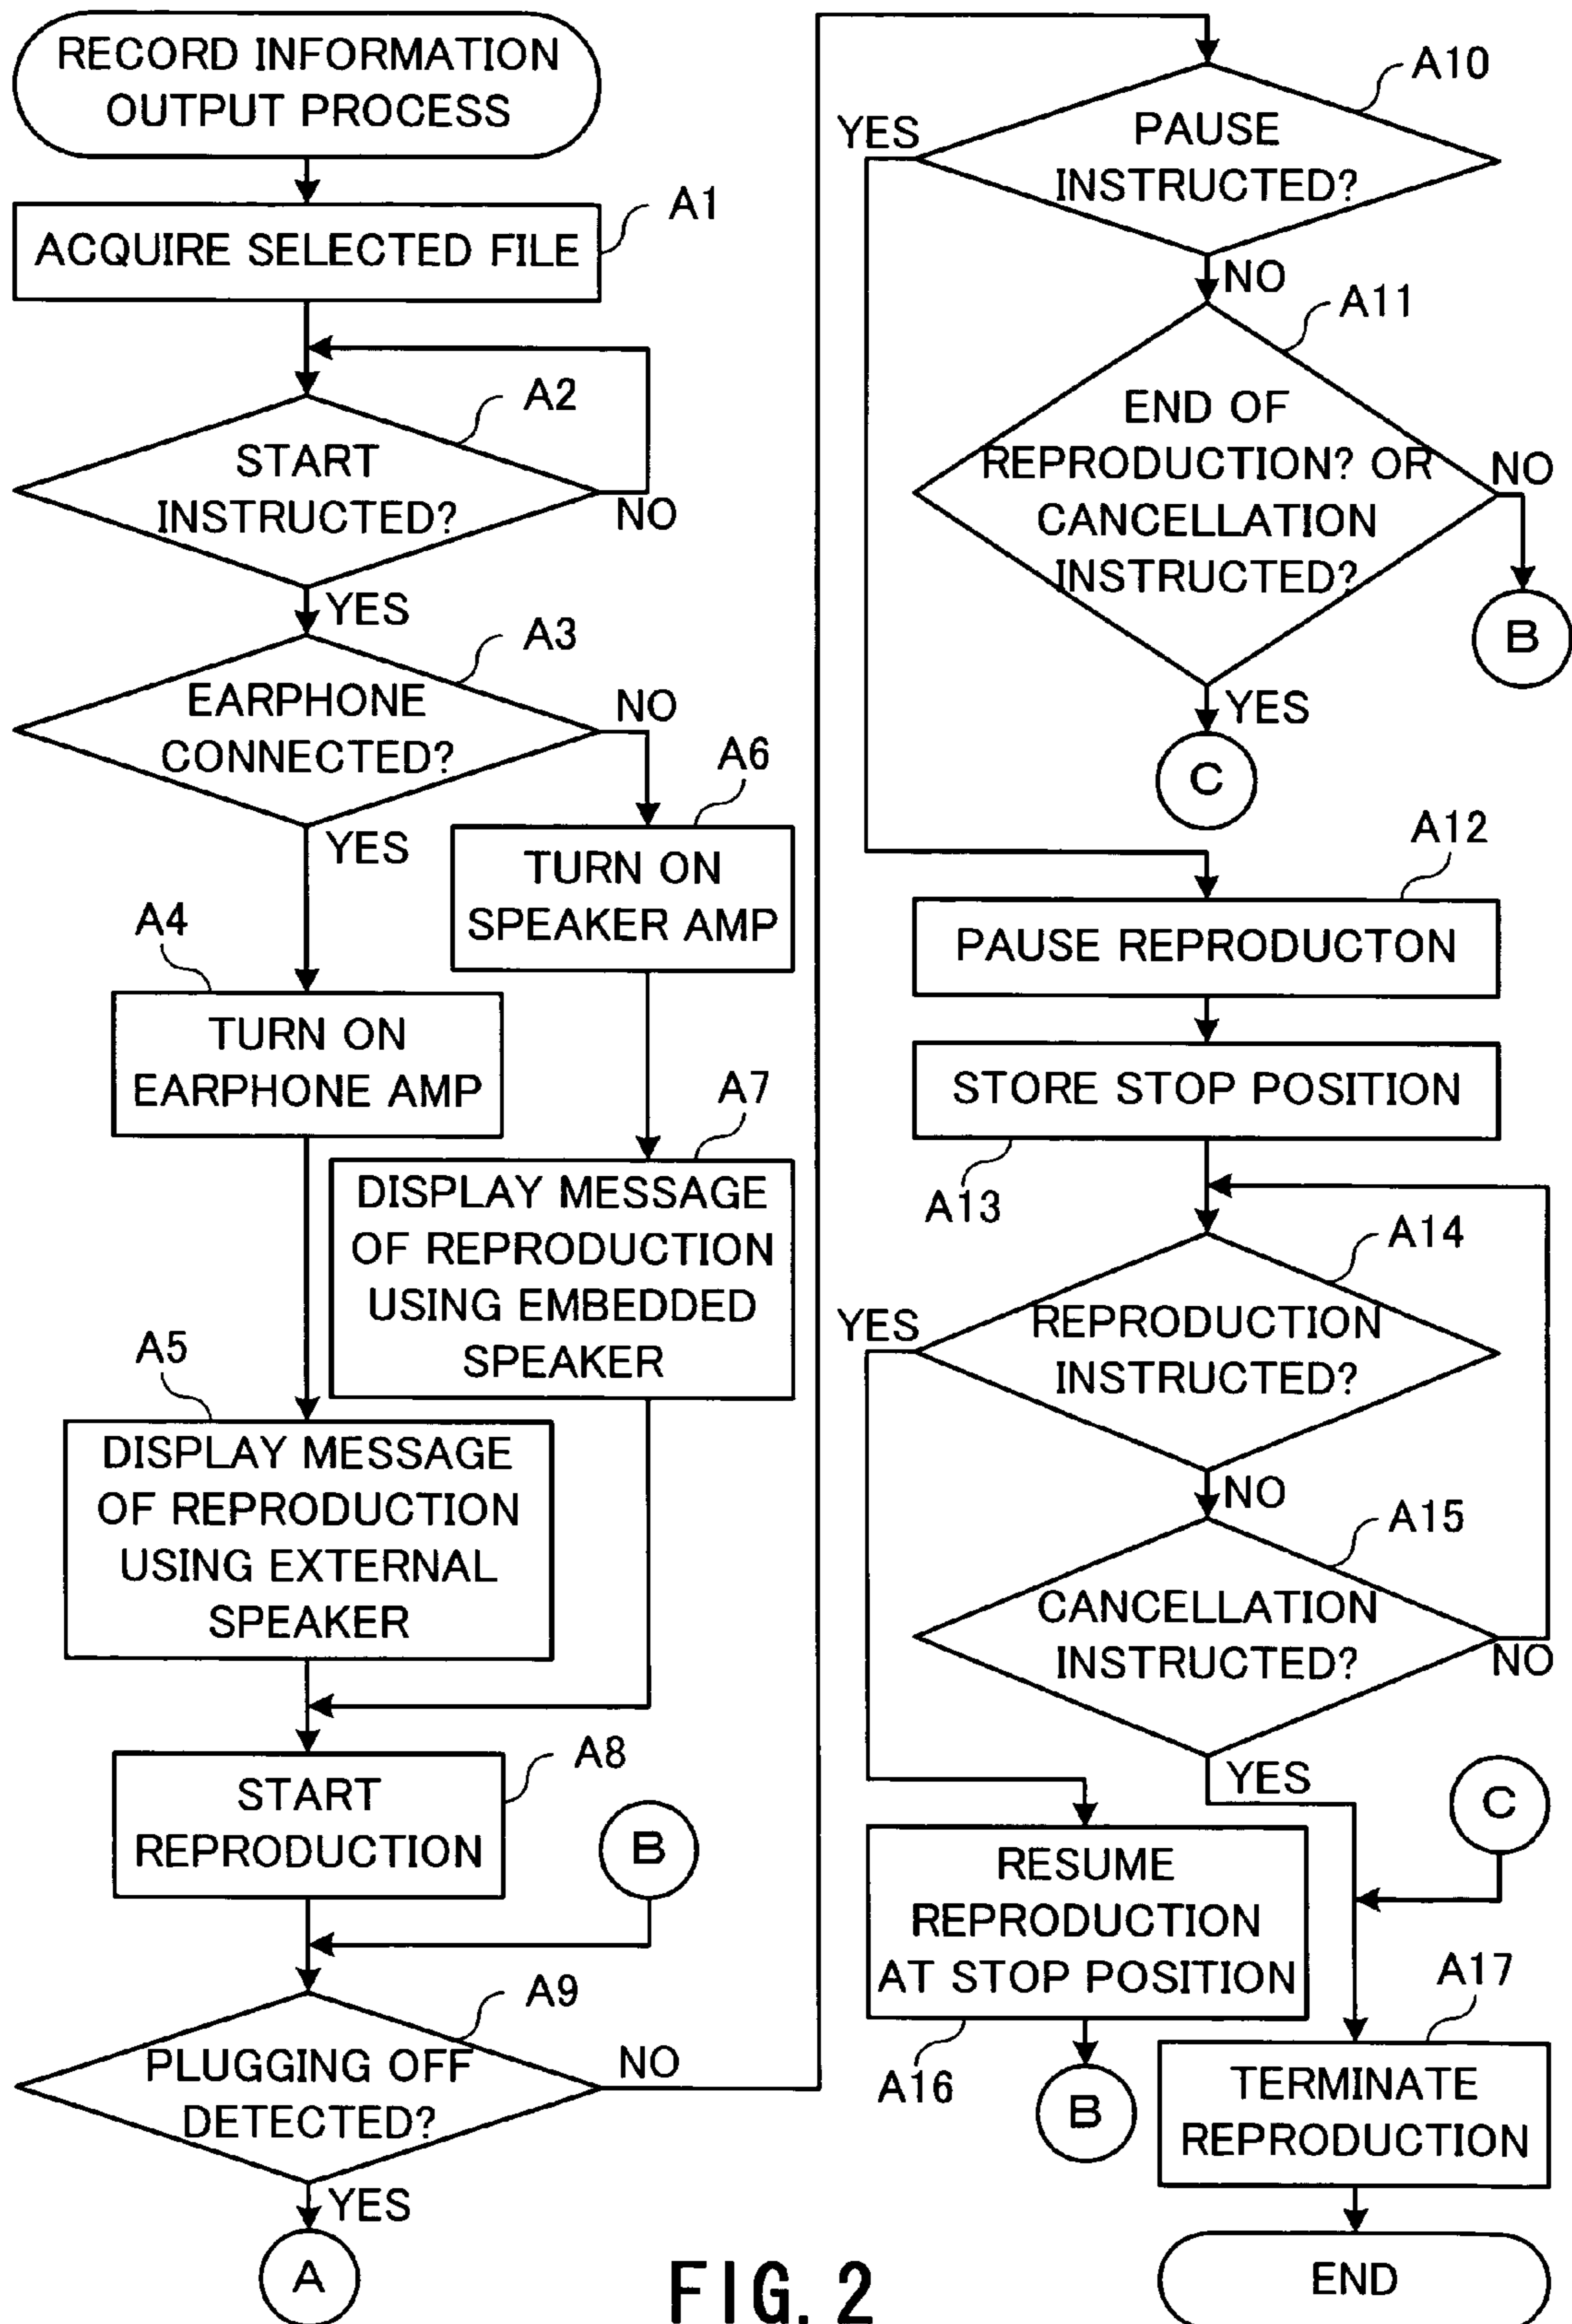 RECORD INFORMATION
OUTPUT PROCESS
A1
ACQUIRE SELECTED FILE
A2
START
INSTRUCTED?
NO
YES
A3
EARPHONE
CONNECTED?
NO
YES
A6
TURN ON
SPEAKER AMP
A4
TURN ON
EARPHONE AMP
A7
DISPLAY MESSAGE
OF REPRODUCTION
USING EMBEDDED
SPEAKER
A5
DISPLAY MESSAGE
OF REPRODUCTION
USING EXTERNAL
SPEAKER
A8
START
REPRODUCTION
B
A9
PLUGGING OFF
DETECTED?
NO
YES
A
A10
PAUSE
INSTRUCTED?
YES
NO
A11
END OF
REPRODUCTION? OR
CANCELLATION
INSTRUCTED?
NO
B
YES
C
A12
PAUSE REPRODUCTON
STORE STOP POSITION
A13
A14
REPRODUCTION
INSTRUCTED?
YES
NO
A15
CANCELLATION
INSTRUCTED?
NO
YES
C
RESUME
REPRODUCTION
AT STOP POSITION
A16
B
A17
TERMINATE
REPRODUCTION
END
FIG. 2